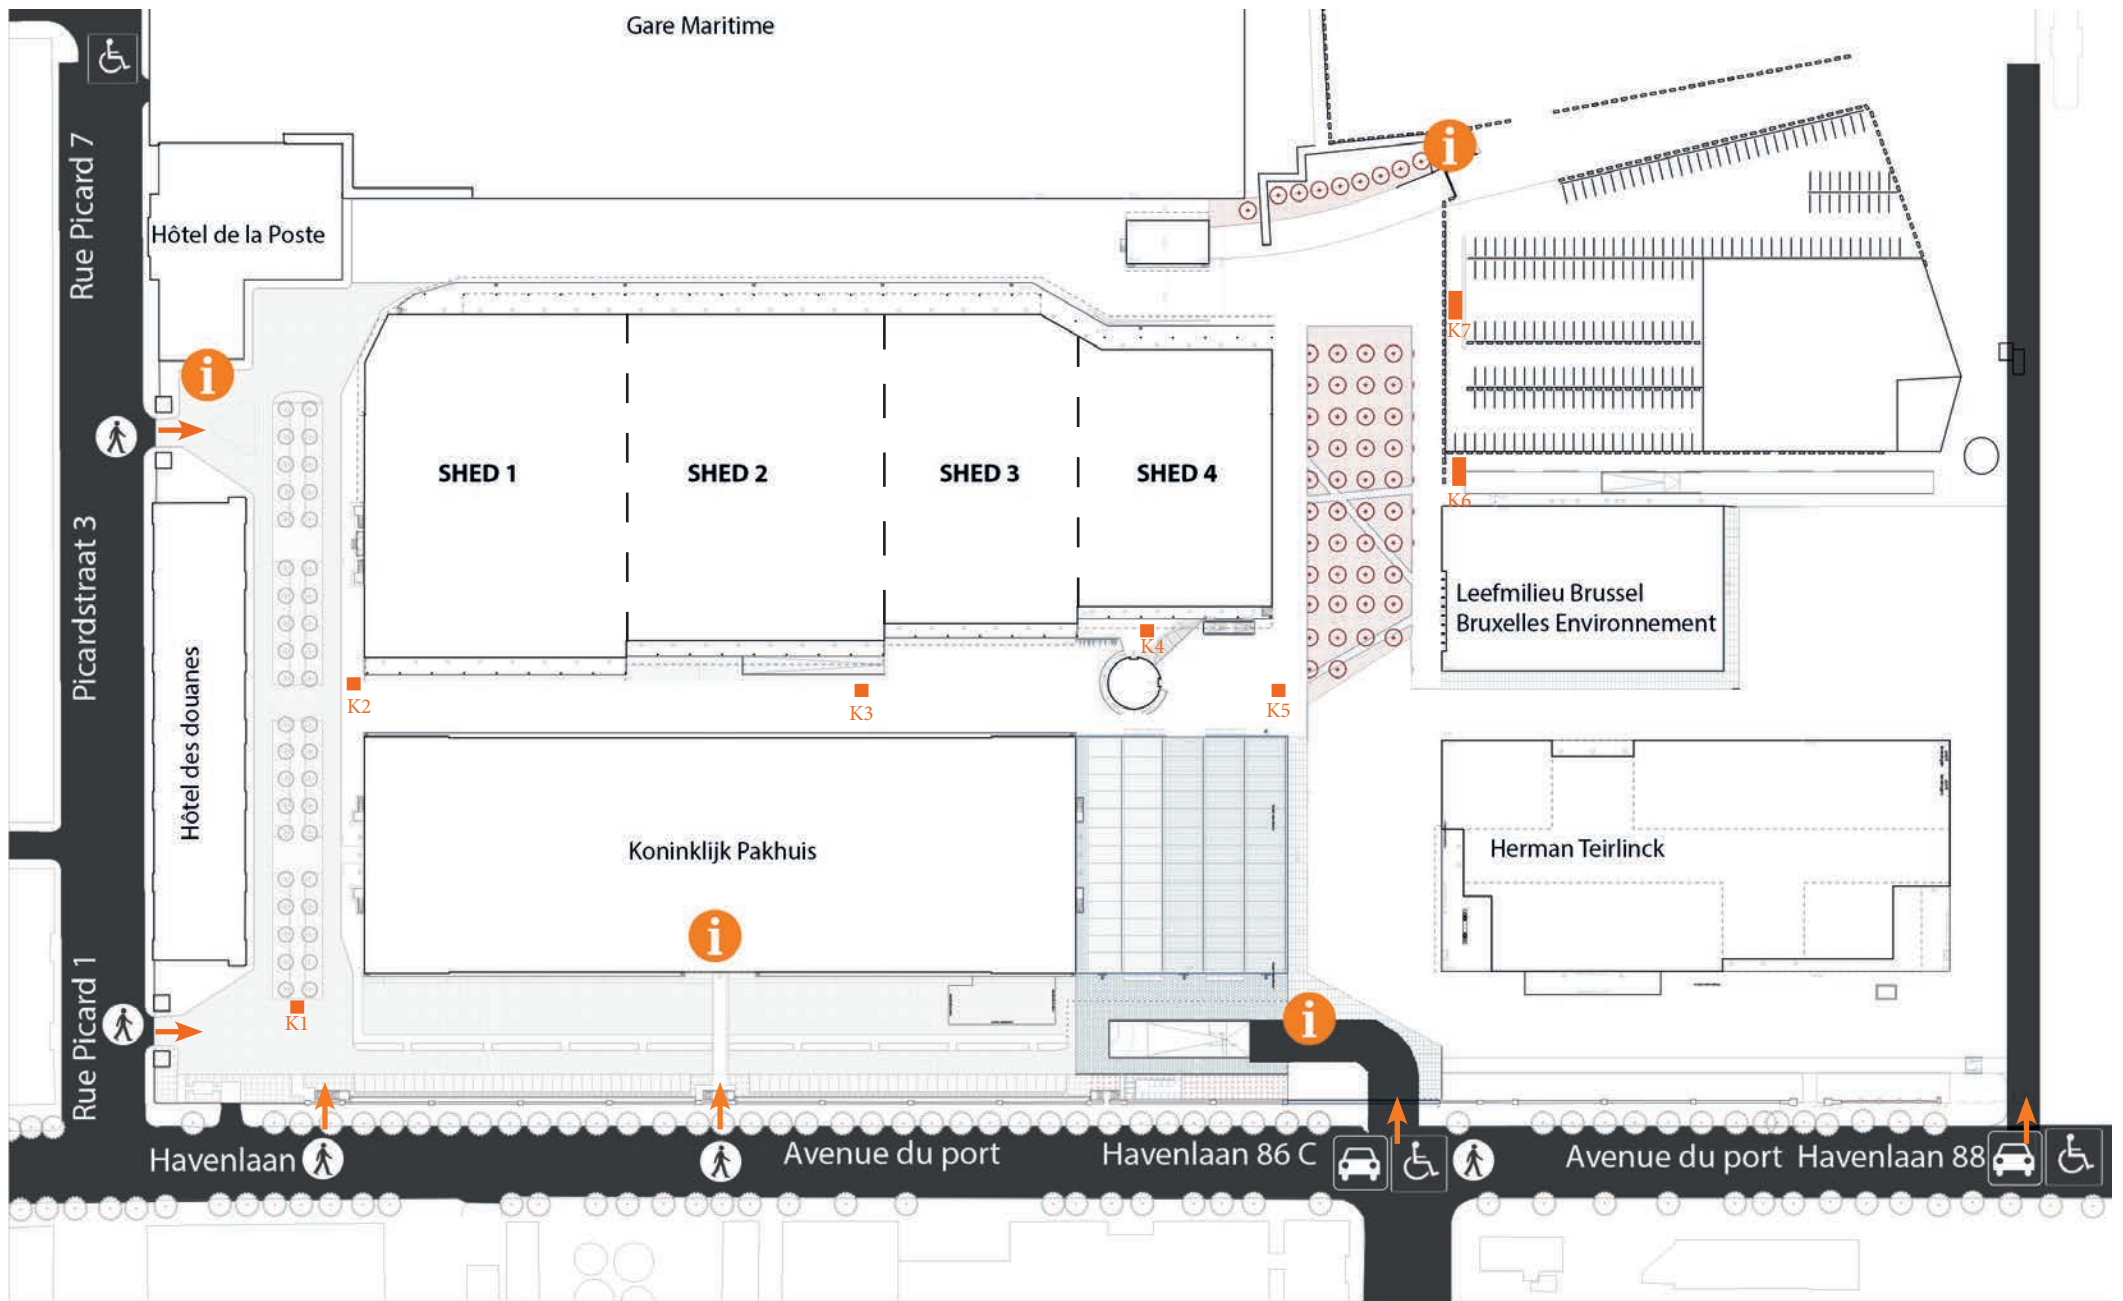 Gare Maritime
Rue Picard 7
Hôtel de la Poste
i
i
K7
SHED 1
SHED 2
SHED 3
SHED 4
K6
Picardstraat 3
Leefmilieu Brussel
Bruxelles Environnement
K4
K2
K3
K5
Hôtel des douanes
Koninklijk Pakhuis
Herman Teirlinck
i
Rue Picard 1
K1
i
Havenlaan
Avenue du port
Havenlaan 86 C
Avenue du port
Havenlaan 88